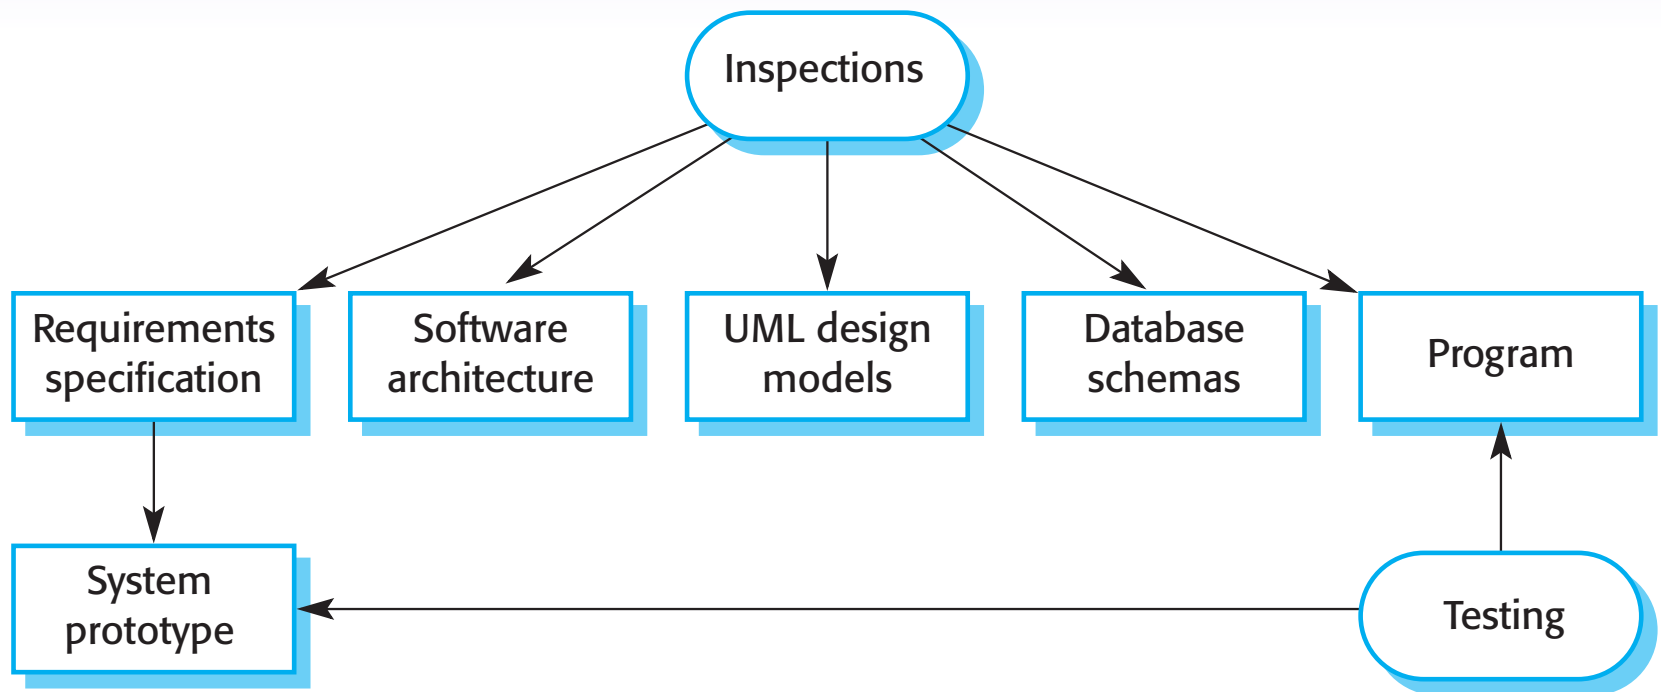 Inspections
Requirements
specification
Software
architecture
UML design
models
Database
schemas
Program
System
prototype
Testing